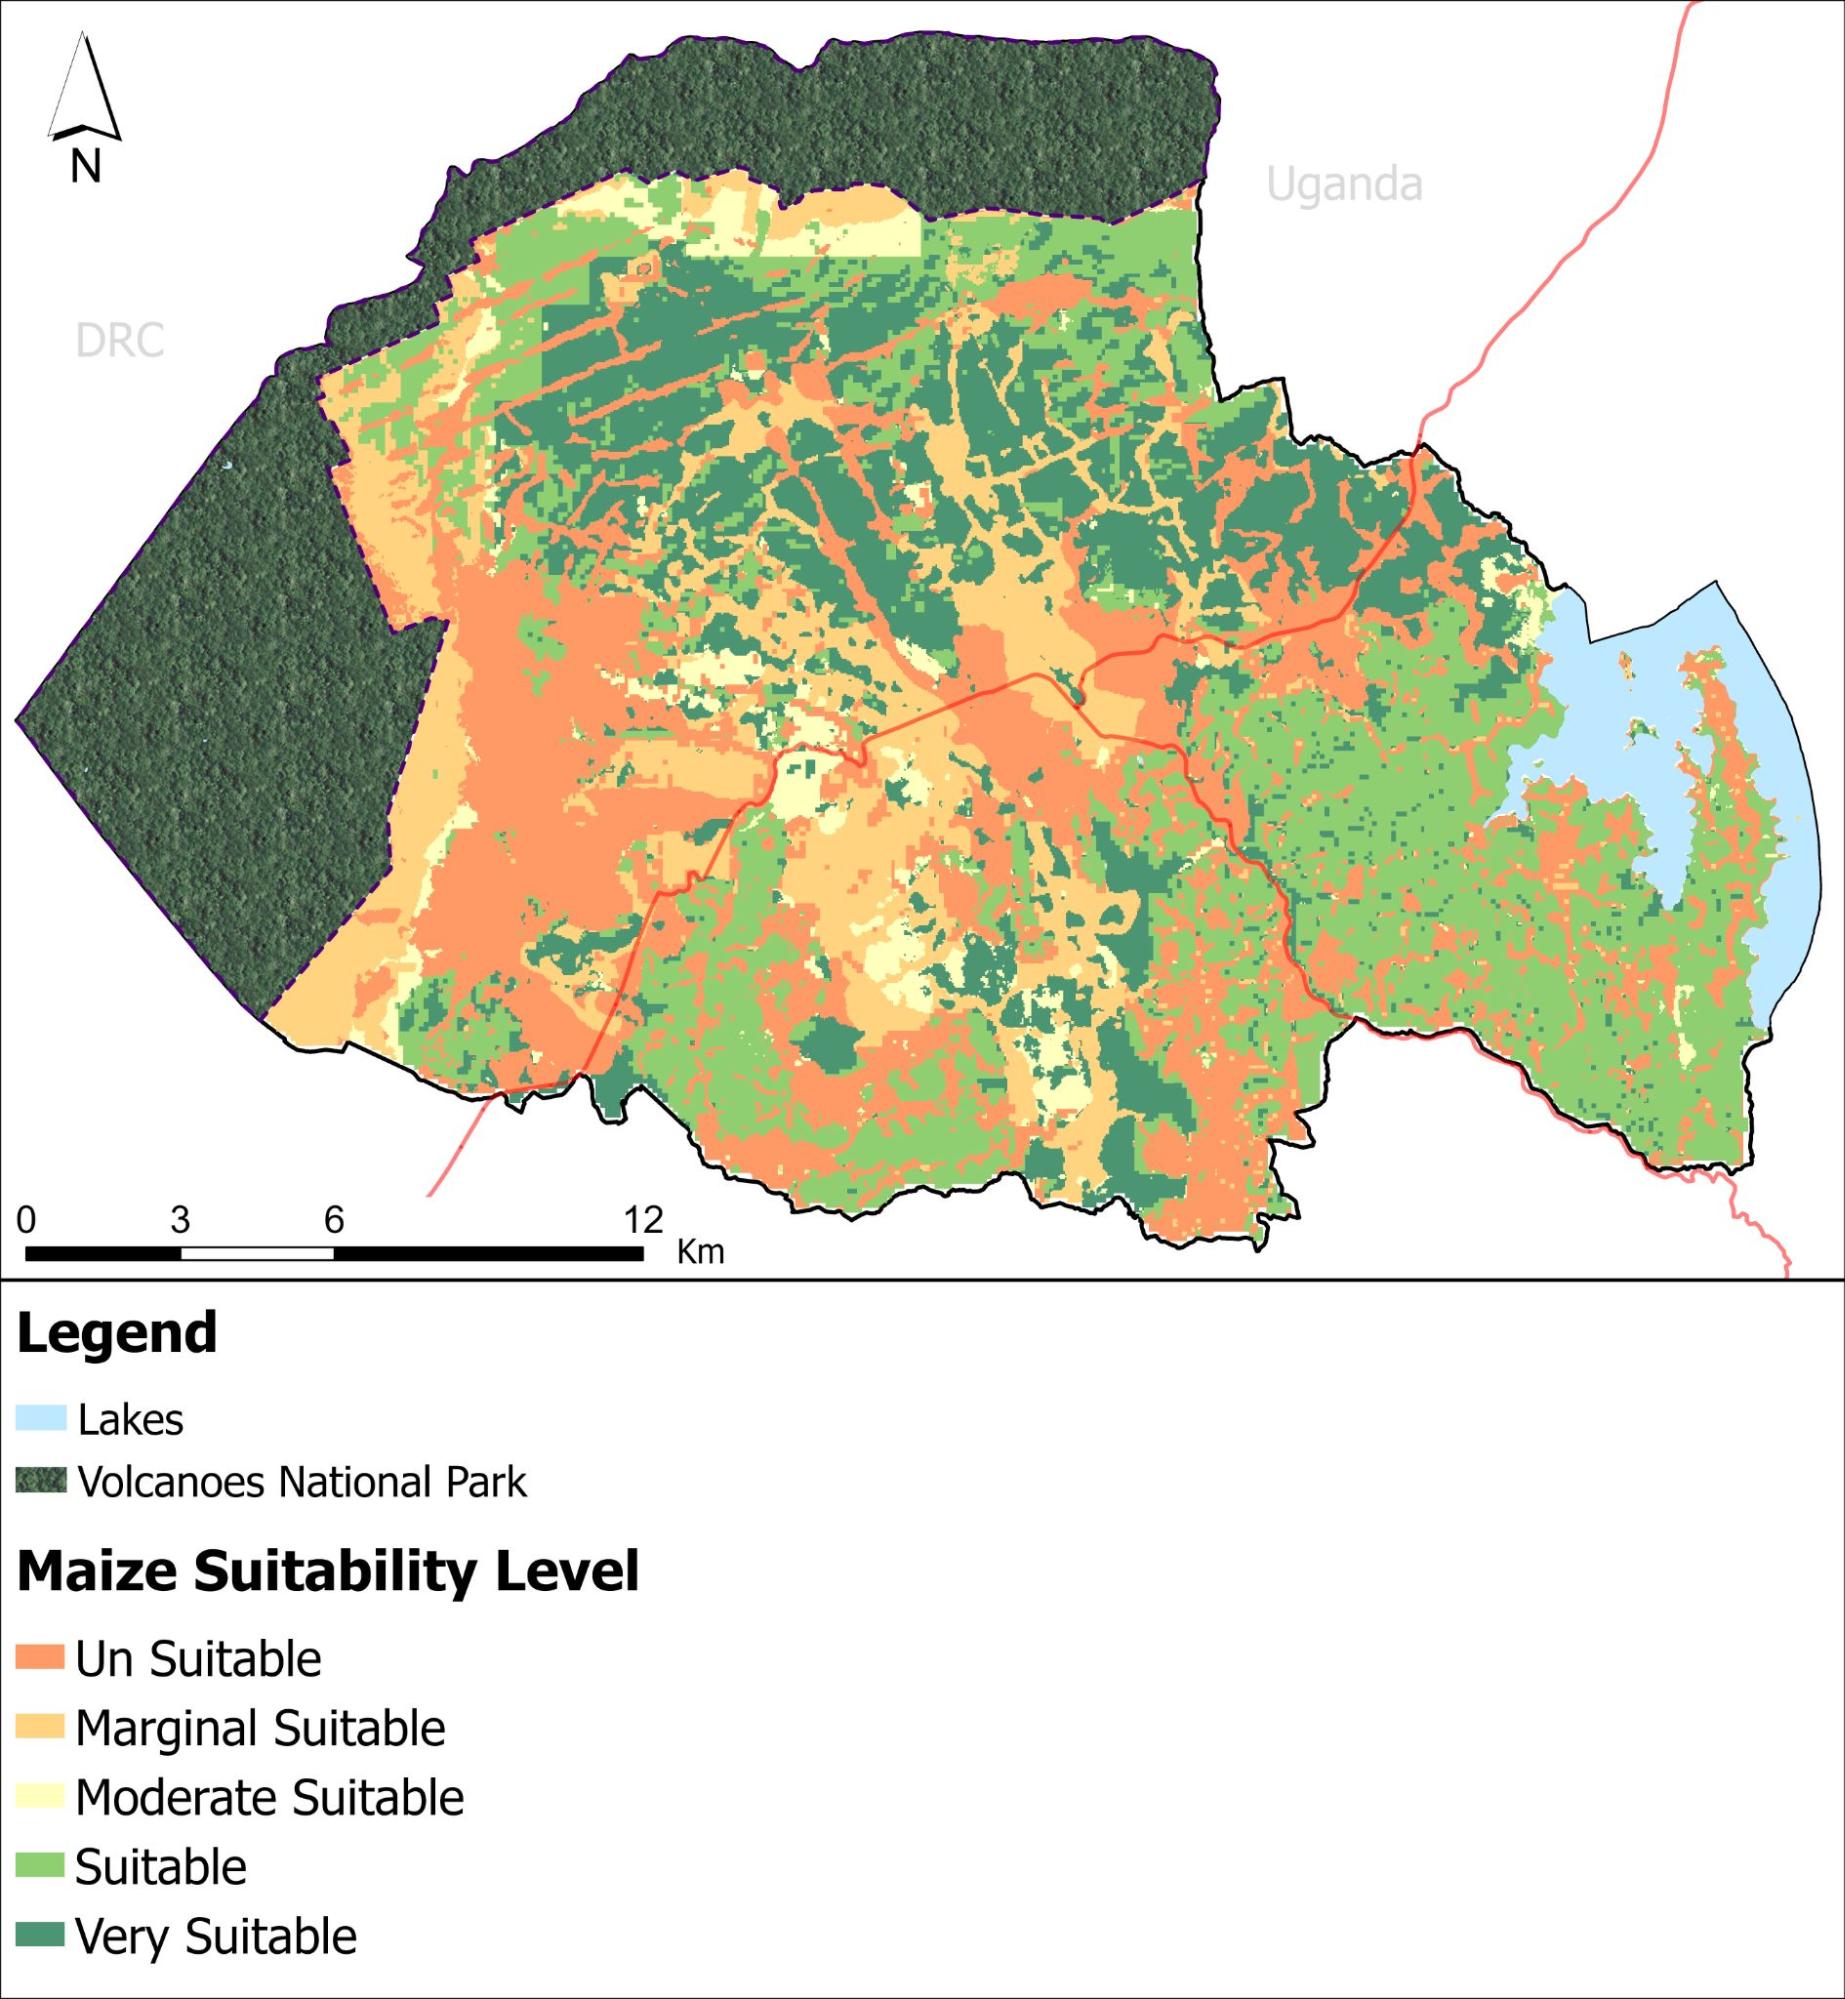 N
Uganda
DRC
0 3 6 12
Km
Legend
Lakes
Volcanoes National Park
Maize Suitability Level
Un Suitable
Marginal Suitable
Moderate Suitable
Suitable
Very Suitable